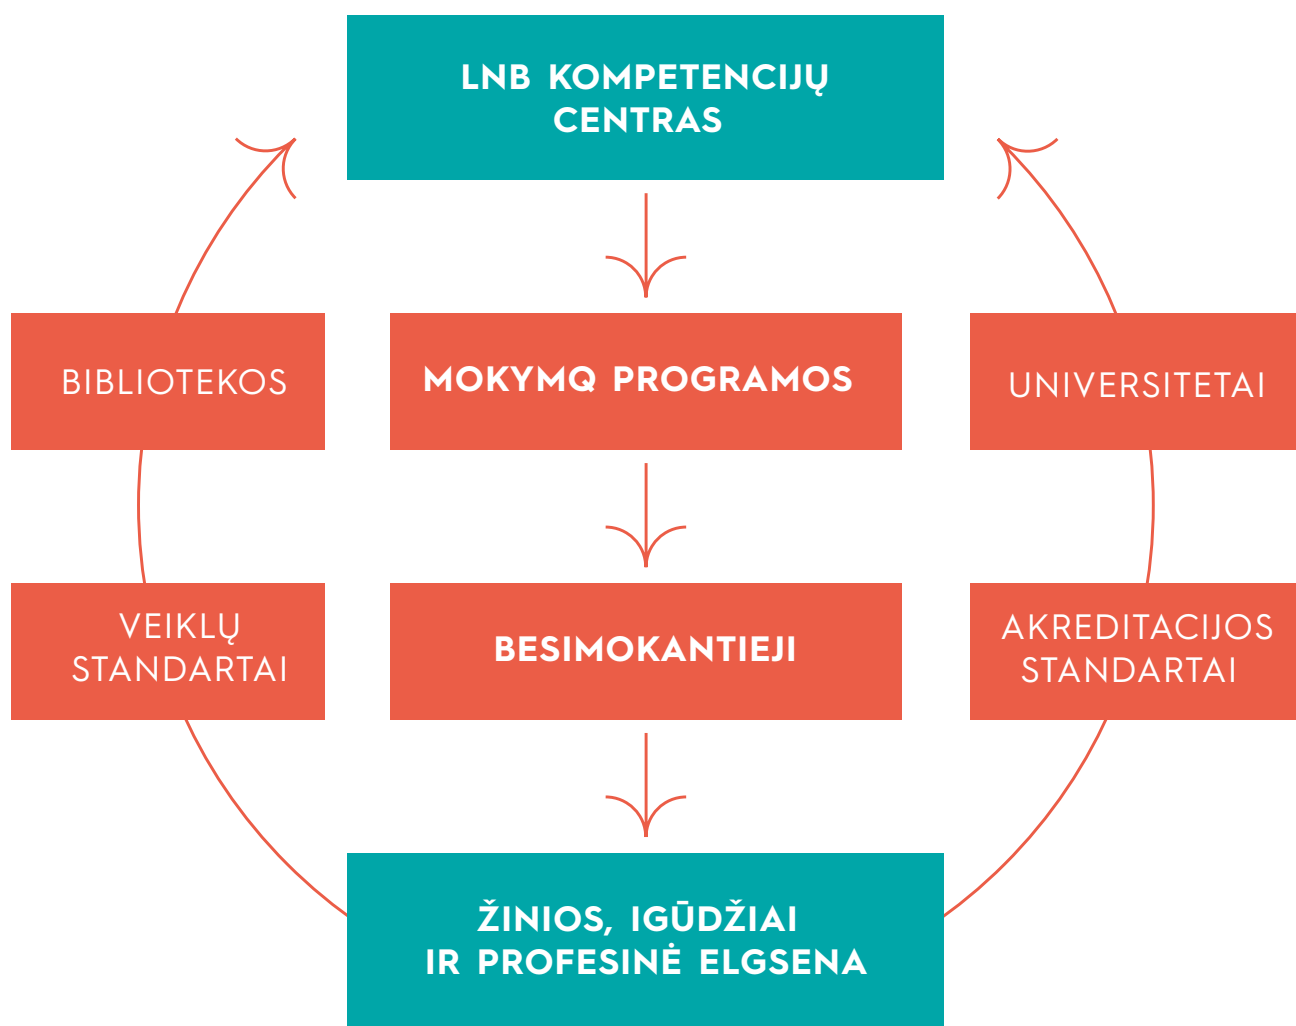 LNB KOMPETENCIJŲ
CENTRAS
BIBLIOTEKOS
MOKYMQ PROGRAMOS
UNIVERSITETAI
VEIKLŲ
STANDARTAI
BESIMOKANTIEJI
AKREDITACIJOS
STANDARTAI
ŽINIOS, IGŪDŽIAI
IR PROFESINĖ ELGSENA